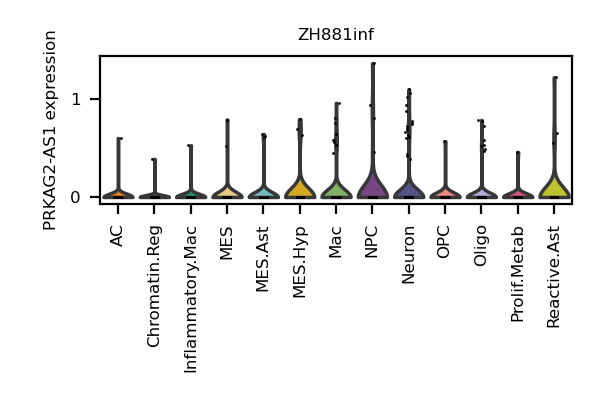 ZH881inf
PRKAG2-AS1 expression
1
0
AC
Chromatin.Reg
Inflammatory.Mac
MES
MES.Ast
MES.Hyp
Mac
NPC
Neuron
OPC
Oligo
Prolif.Metab
Reactive.Ast